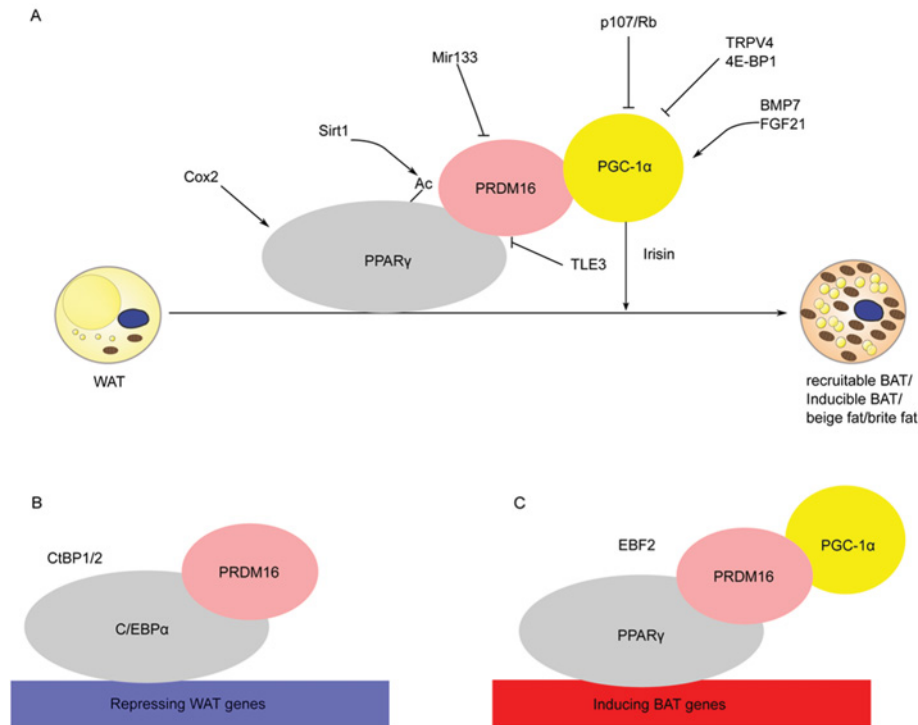 A
p107/Rb
TRPV4
4E-BP1
Mir133
BMP7
FGF21
Sirt1
PGC-1α
Cox2
Ac
PRDM16
PPARγ
TLE3
Irisin
WAT
recruitable BAT/
Inducible BAT/
beige fat/brite fat
B
CtBP1/2
PRDM16
C/EBPα
Repressing WAT genes
C
EBF2
PGC-1α
PRDM16
PPARγ
Inducing BAT genes